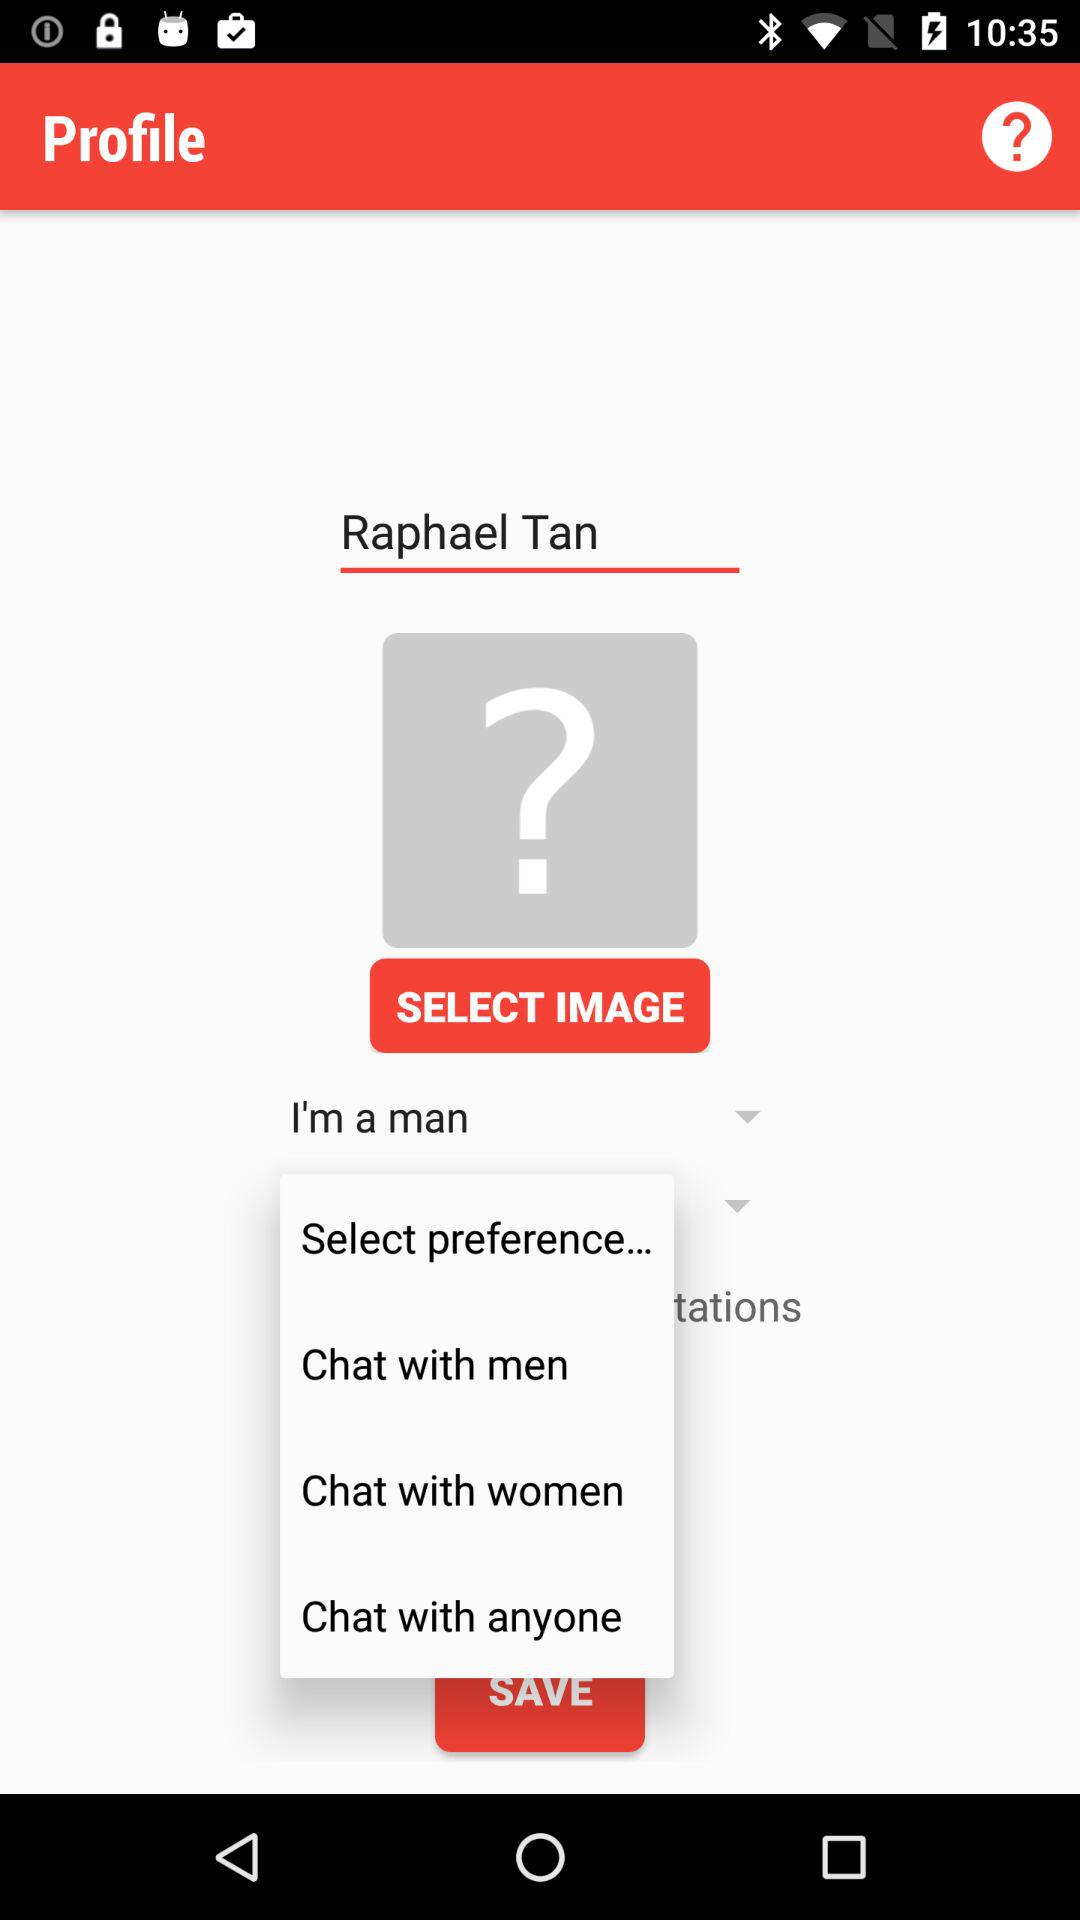 10:35
Profile
?
Raphael Tan
?
SELECT IMAGE
I'm a man
Select preference...
tations
Chat with men
Chat with women
Chat with anyone
SAVE